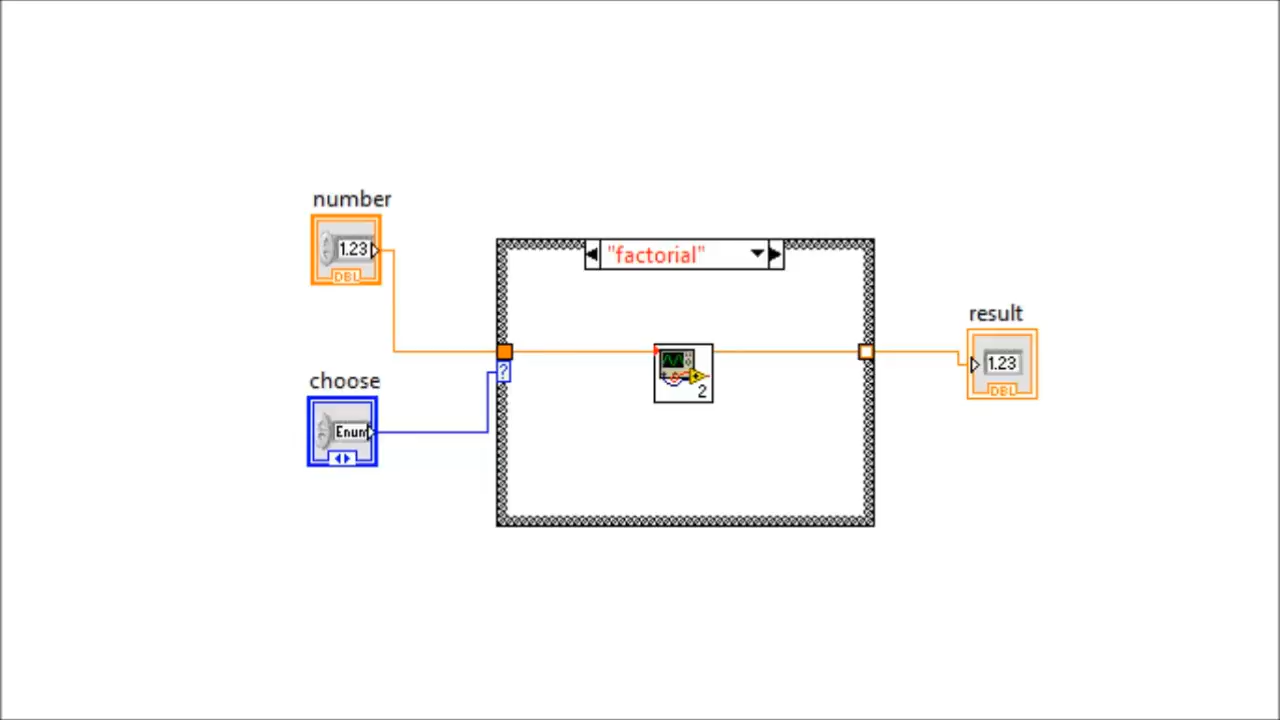 number
1.23
DBL
"factorial"
?
2
choose
Enum
result
1.23
DBL